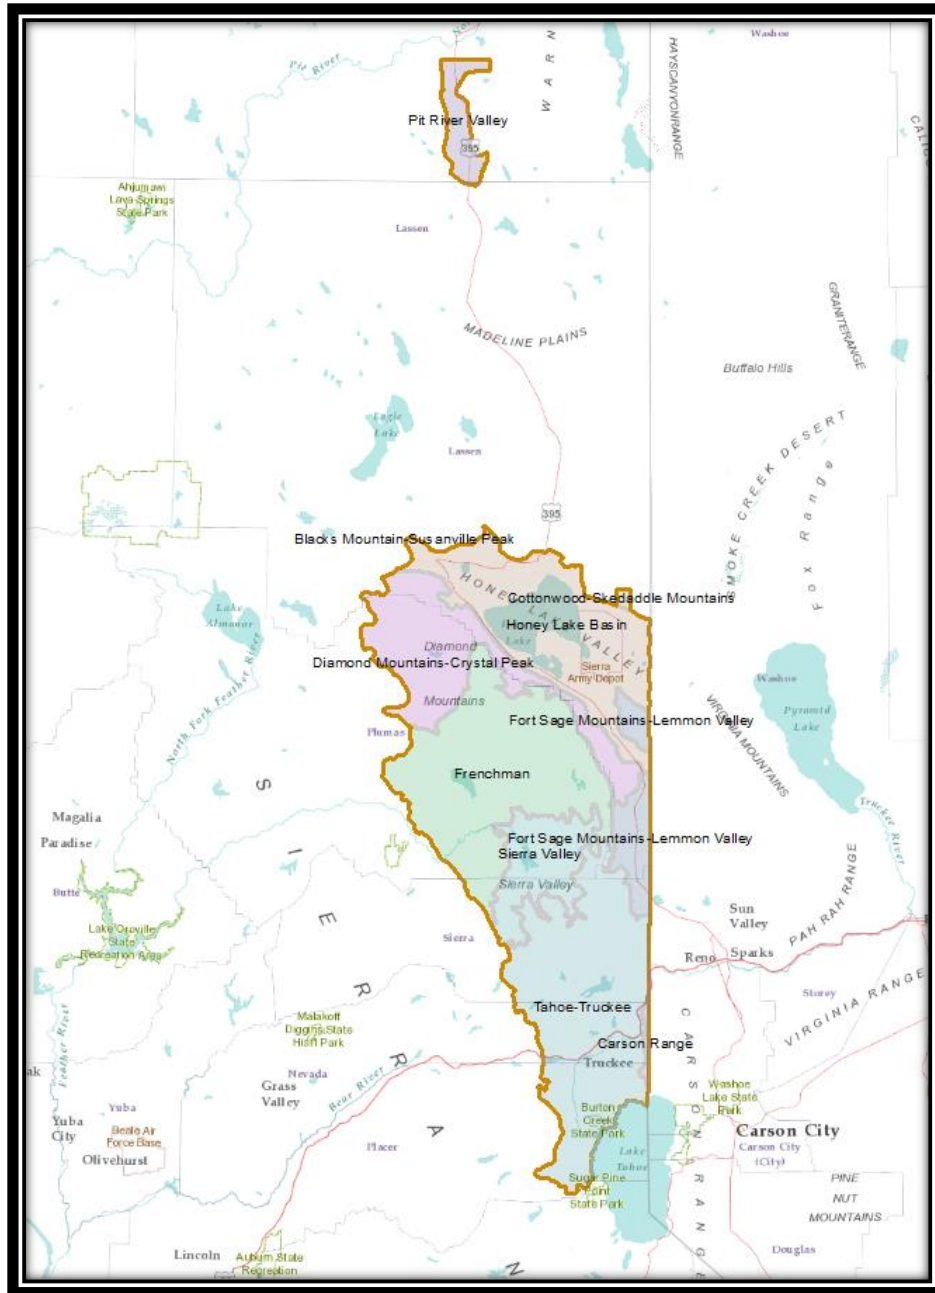 Washoe
Pit River
WARN
HAYSCANYONRANGE
Pit River Valley
395
Ahjumawi
Lava Springs
State Park
Lassen
MADELINE PLAINS
GRANITERANGE
Buffalo Hills
Eagle
Lake
Lassen
SMOKE CREEK DESERT
Fox Range
395
Blacks Mountain-Susanville Peak
HONEY LAKE VALLEY
Cottonwood-Skedaddle Mountains
Lake
Almanor
Honey Lake Basin
Lake
Diamond
Mountains
Diamond Mountains-Crystal Peak
Sierra
Army Depot
North Fork Feather River
Washoe
Pyramid
Lake
VIRGINIA MOUNTAINS
Fort Sage Mountains-Lemmon Valley
Plumas
Frenchman
Truckee River
Magalia
Paradise
SIERRA N
Fort Sage Mountains-Lemmon Valley
Sierra Valley
Sierra Valley
Butte
PAH RAH RANGE
Sun
Valley
Lake Oroville
State
Recreation Area
Sierra
Reno
Sparks
Storey
VIRGINIA RANGE
Tahoe-Truckee
Malakoff
Diggins State
Hist Park
Feather River
Carson Range
CARSON RANGE
Truckee
Nevada
Grass
Valley
Bear River
Washoe
Lake State
Park
Yuba
Yuba
City
Beale Air
Force Base
Olivehurst
Burton
Creek
State Park
Placer
Carson City
Carson City
(City)
Lake
Tahoe
Sugar Pine
Point
State Park
PINE
NUT
MOUNTAINS
Lincoln
Auburn State
Recreation
Douglas